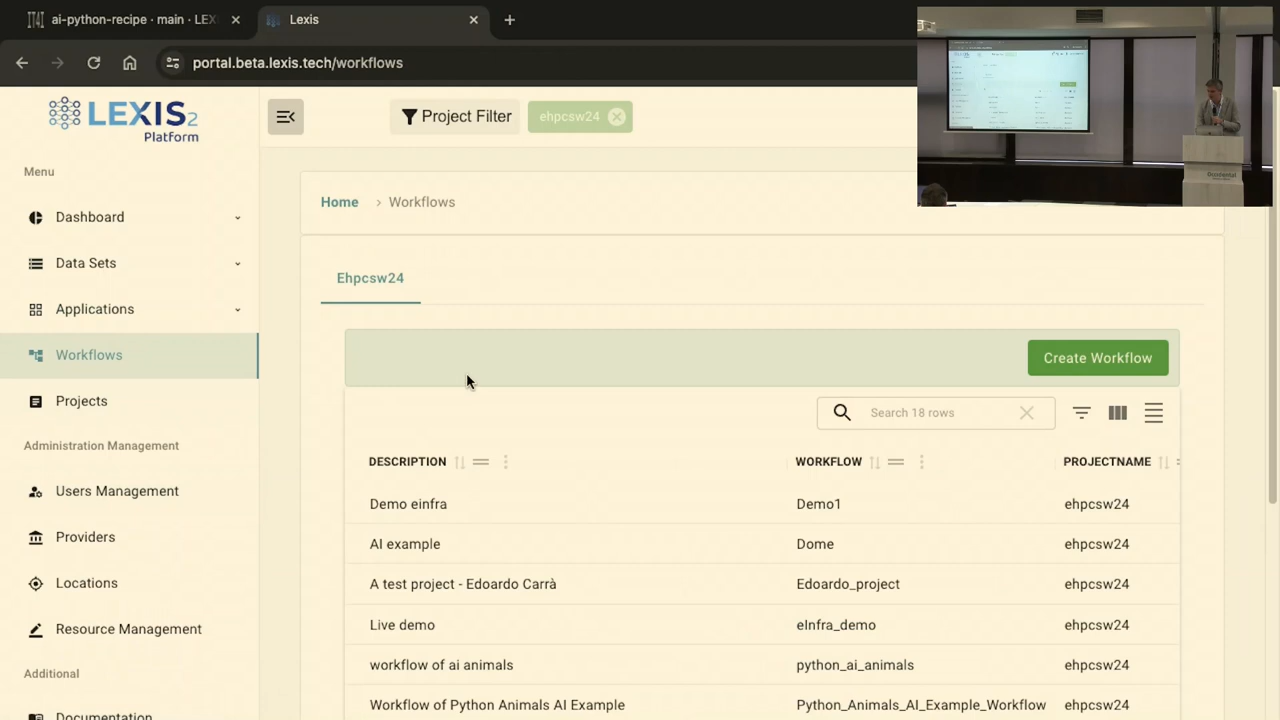 ai-python-recipe · main · LEX
Lexis
portal.beta.lexis.tech/workflows
LEXIS2
Platform
Project Filter
ehpcsw24
Menu
Dashboard
Data Sets
Applications
Workflows
Projects
Administration Management
Users Management
Providers
Locations
Resource Management
Additional
Documentation
Home > Workflows
Ehpcsw24
Create Workflow
Search 18 rows
DESCRIPTION WORKFLOW PROJECTNAME
Demo einfra Demo1 ehpcsw24
AI example Dome ehpcsw24
A test project - Edoardo Carrà Edoardo_project ehpcsw24
Live demo eInfra_demo ehpcsw24
workflow of ai animals python_ai_animals ehpcsw24
Workflow of Python Animals AI Example Python_Animals_AI_Example_Workflow ehpcsw24
Occidental